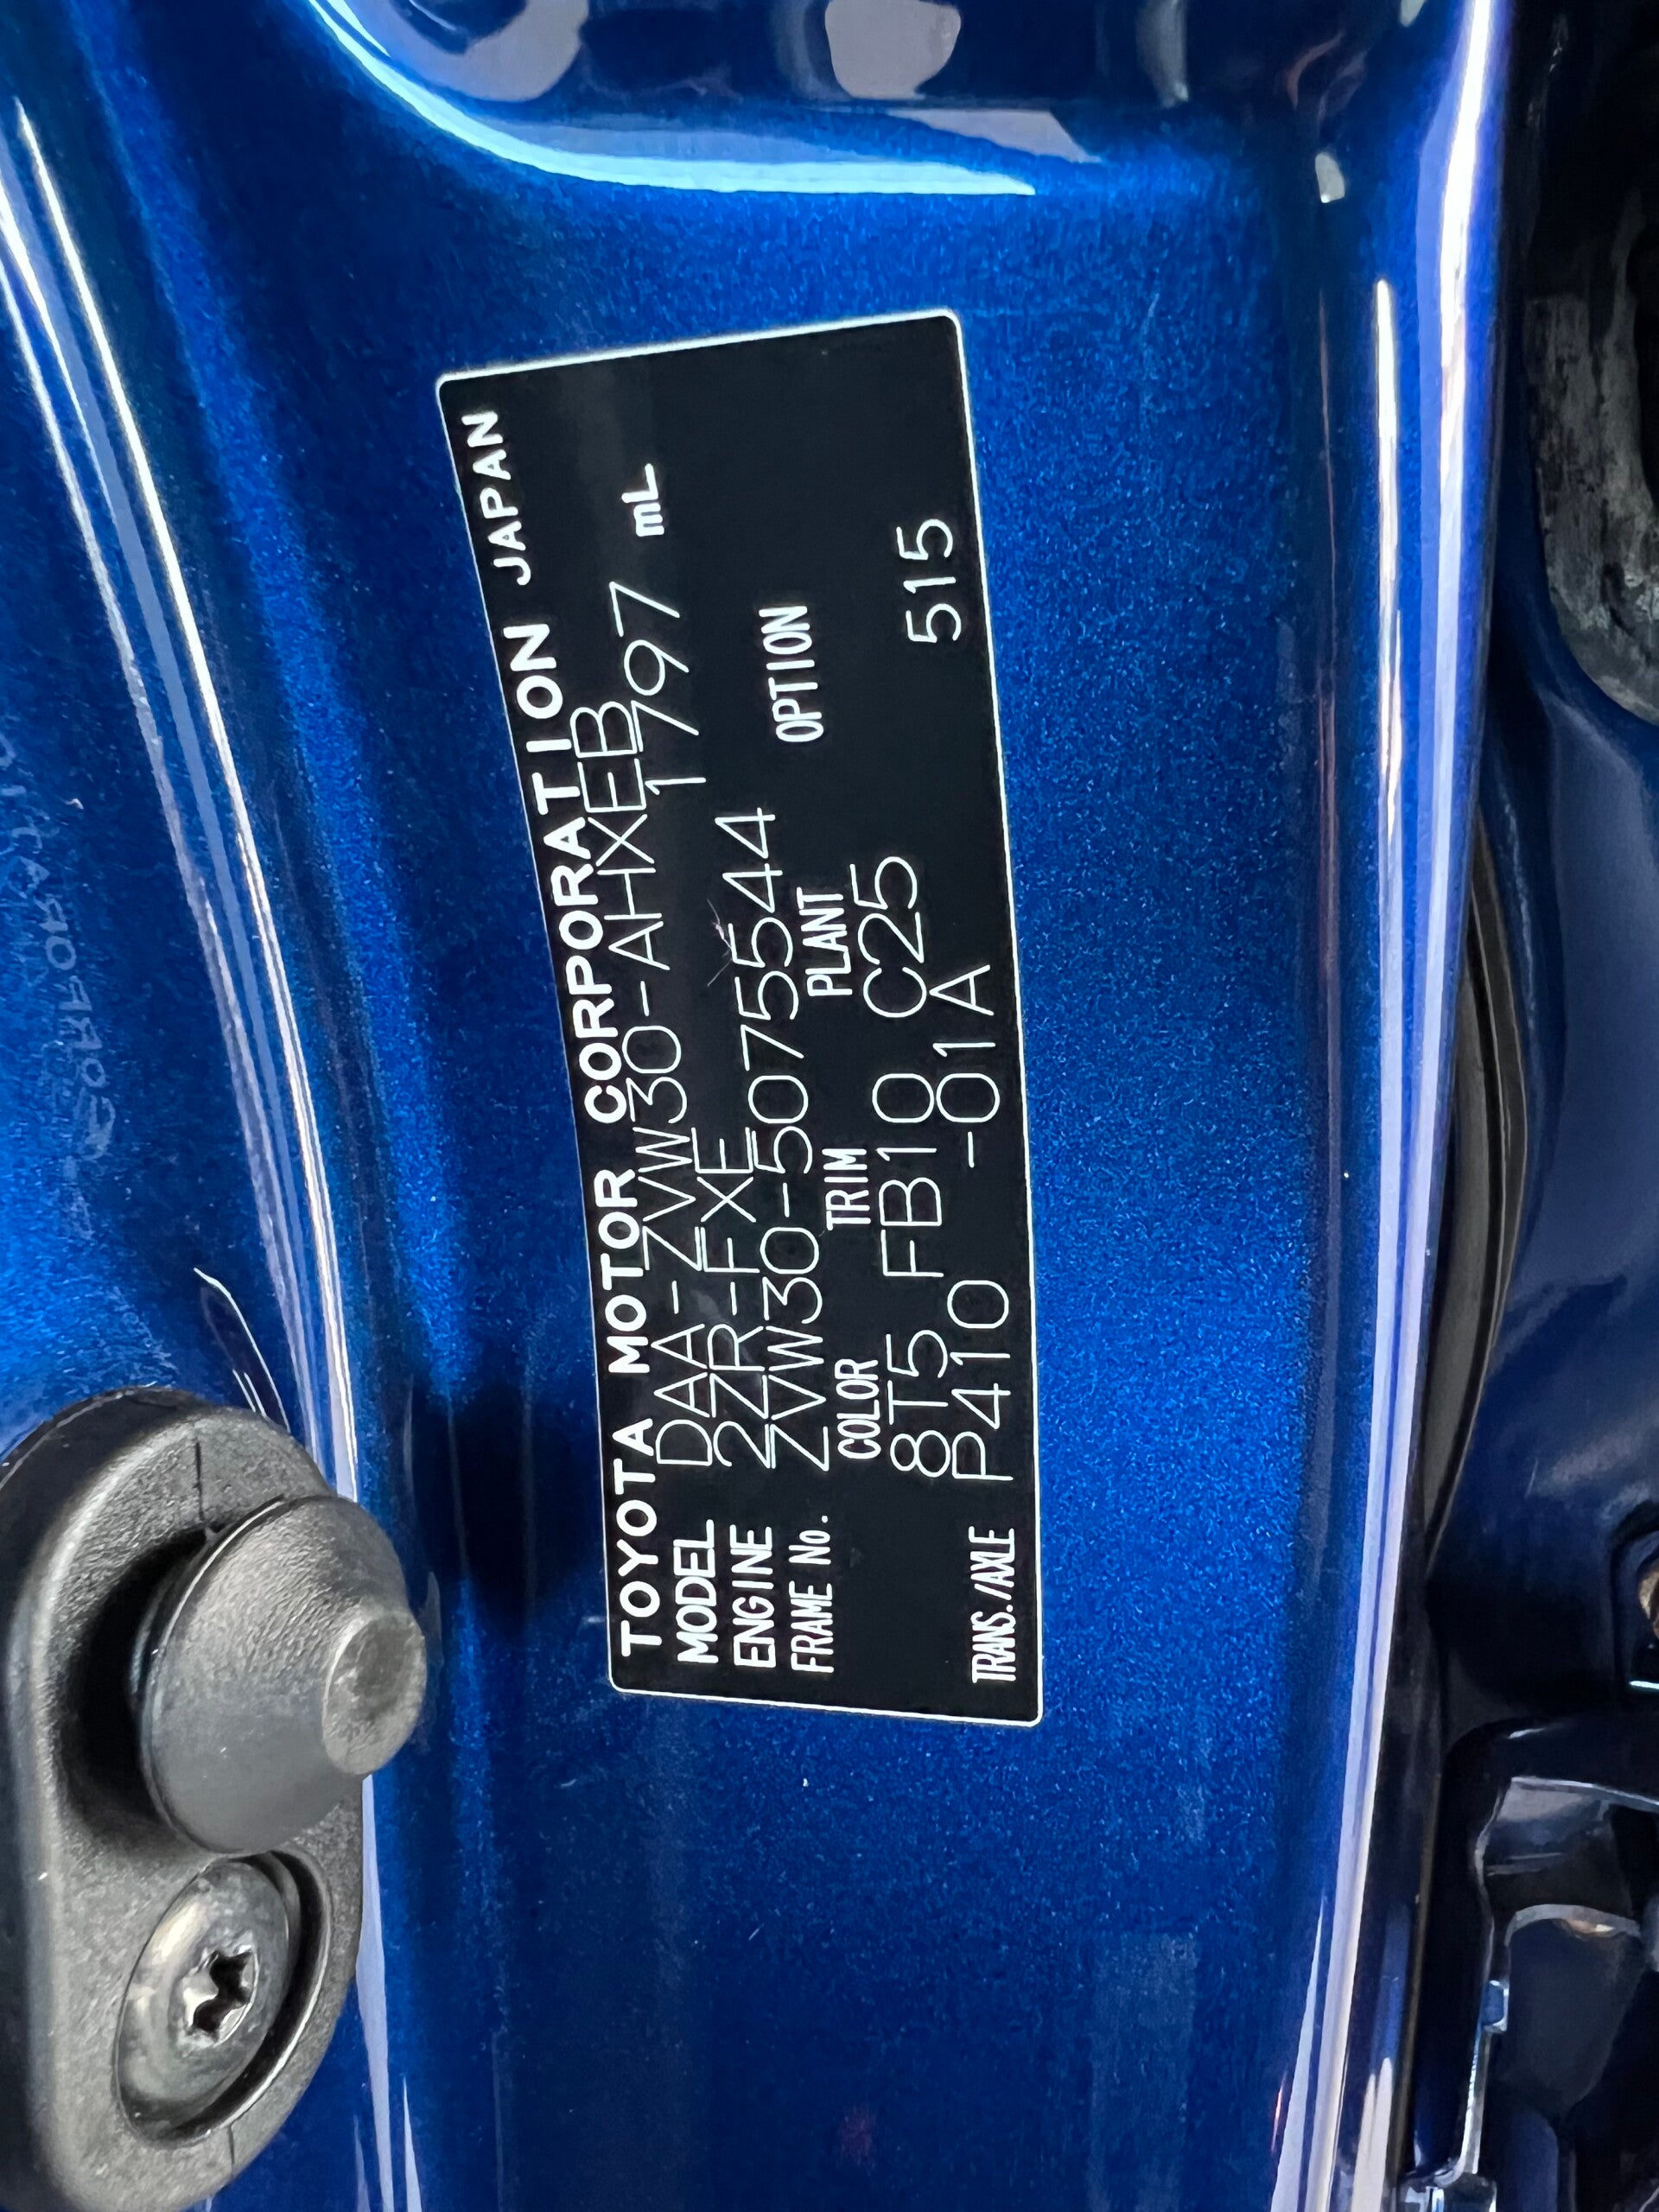 TOYOTA MOTOR CORPORATION JAPAN
MODEL DAA-ZVW30-AHXEB
ENGINE 2ZR-FXE 1797 mL
FRAME No. ZVW30-5075544
COLOR TRIM PLANT OPTION
8T5 FB10 C25 515
TRANS./AXLE P410 -01A